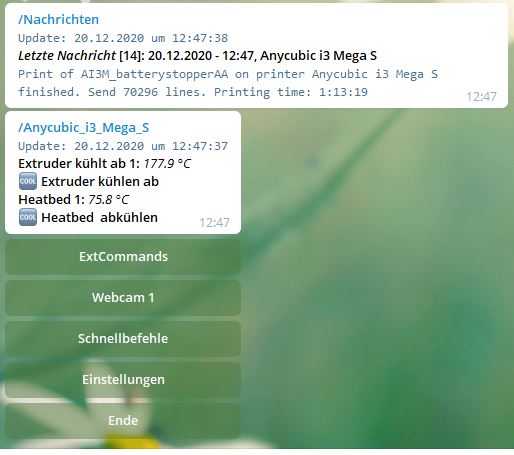 /Nachrichten
Update: 20.12.2020 um 12:47:38
Letzte Nachricht [14]: 20.12.2020 - 12:47, Anycubic i3 Mega S
Print of AI3M_batterystopperAA on printer Anycubic i3 Mega S
finished. Send 70296 lines. Printing time: 1:13:19
12:47
/Anycubic_i3_Mega_S
Update: 20.12.2020 um 12:47:37
Extruder kühlt ab 1: 177.9 °C
COOL Extruder kühlen ab
Heatbed 1: 75.8 °C
COOL Heatbed abkühlen
12:47
ExtCommands
Webcam 1
Schnellbefehle
Einstellungen
Ende